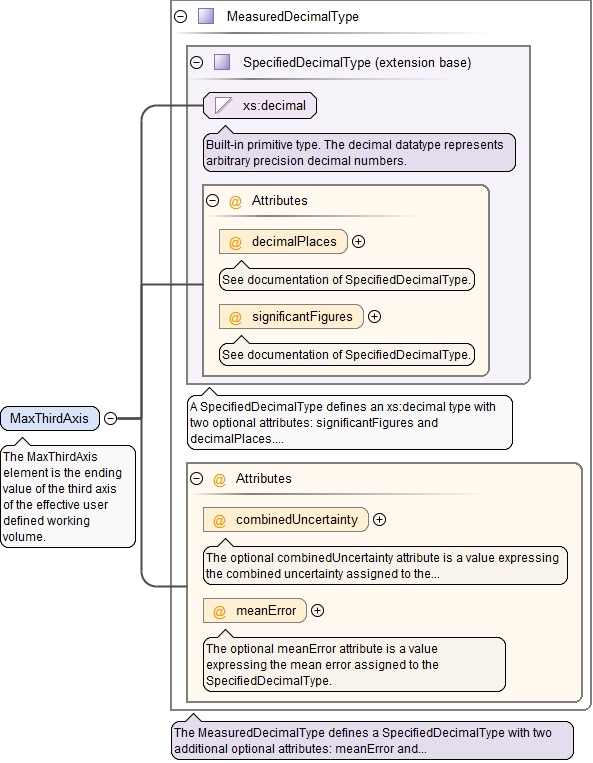 MeasuredDecimalType
SpecifiedDecimalType (extension base)
xs:decimal
Built-in primitive type. The decimal datatype represents
arbitrary precision decimal numbers.
@ Attributes
@ decimalPlaces
See documentation of SpecifiedDecimalType.
@ significantFigures
See documentation of SpecifiedDecimalType.
A SpecifiedDecimalType defines an xs:decimal type with
two optional attributes: significantFigures and
decimalPlaces....
MaxThirdAxis
The MaxThirdAxis
element is the ending
value of the third axis
of the effective user
defined working
volume.
@ Attributes
@ combinedUncertainty
The optional combinedUncertainty attribute is a value expressing
the combined uncertainty assigned to the...
@ meanError
The optional meanError attribute is a value
expressing the mean error assigned to the
SpecifiedDecimalType.
The MeasuredDecimalType defines a SpecifiedDecimalType with two
additional optional attributes: meanError and...